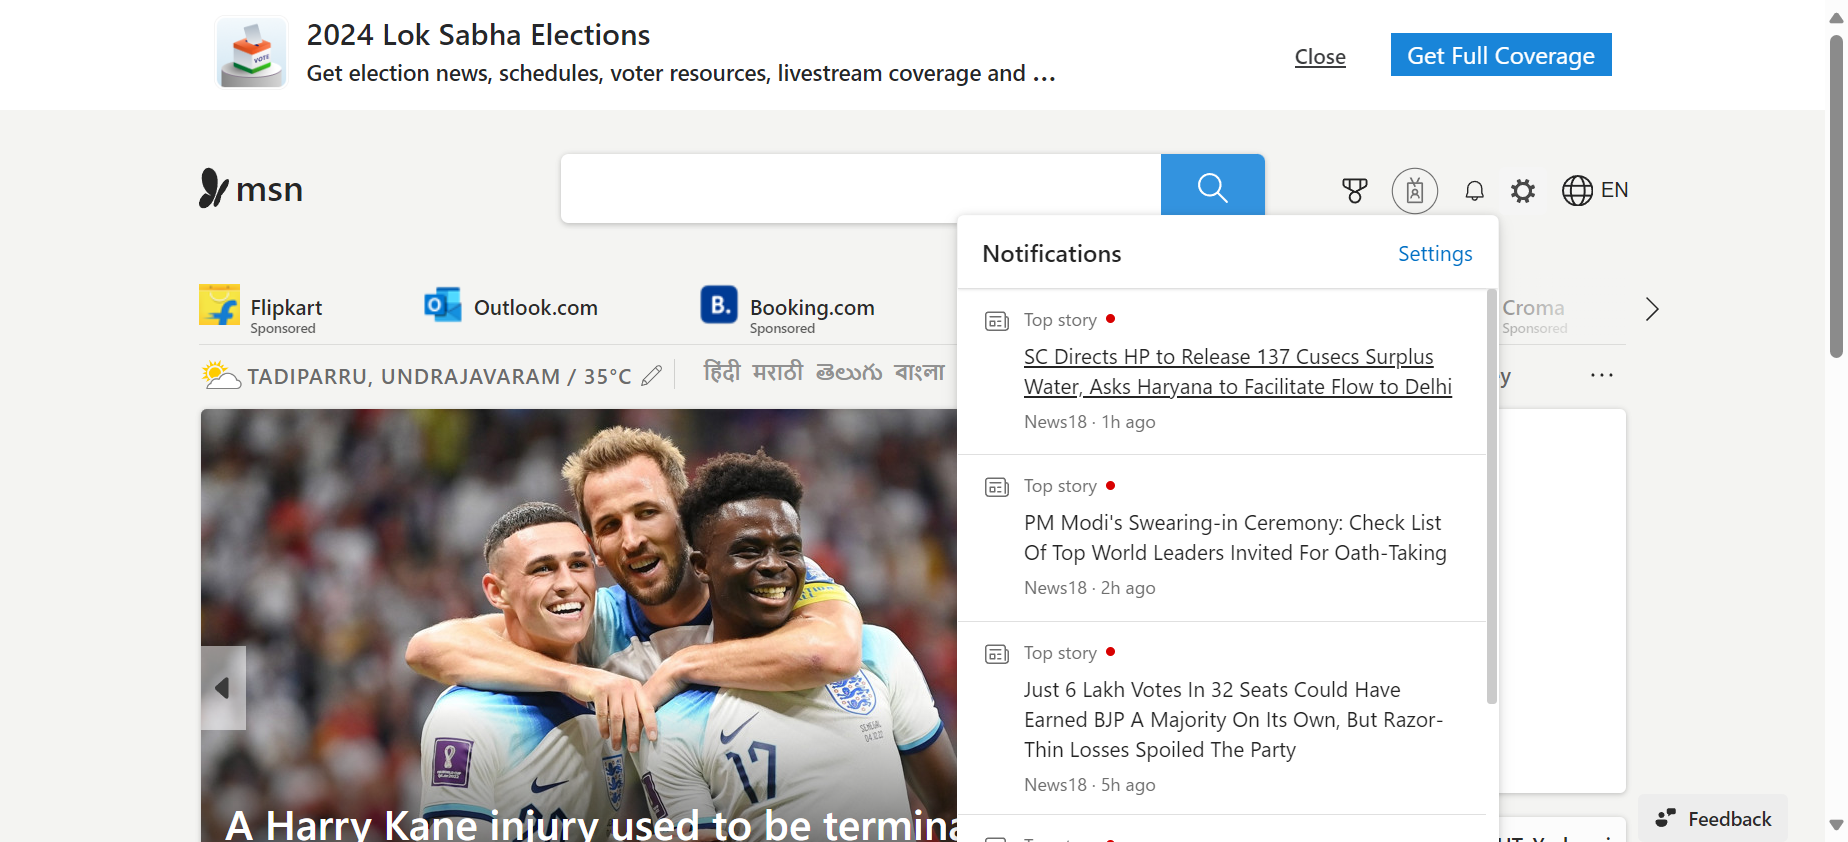 2024 Lok Sabha Elections
Get election news, schedules, voter resources, livestream coverage and ...
Close
Get Full Coverage
VOTE
msn
EN
Notifications
Settings
Flipkart
Sponsored
Outlook.com
B.
Booking.com
Sponsored
Croma
Sponsored
TADIPARRU, UNDRAJAVARAM / 35°C
हिंदी मराठी తెలుగు বাংলা
y
Top story
SC Directs HP to Release 137 Cusecs Surplus
Water, Asks Haryana to Facilitate Flow to Delhi
News18 · 1h ago
Top story
PM Modi's Swearing-in Ceremony: Check List
Of Top World Leaders Invited For Oath-Taking
News18 · 2h ago
Top story
Just 6 Lakh Votes In 32 Seats Could Have
Earned BJP A Majority On Its Own, But Razor-
Thin Losses Spoiled The Party
News18 · 5h ago
17
A Harry Kane injury used to be termina
Feedback